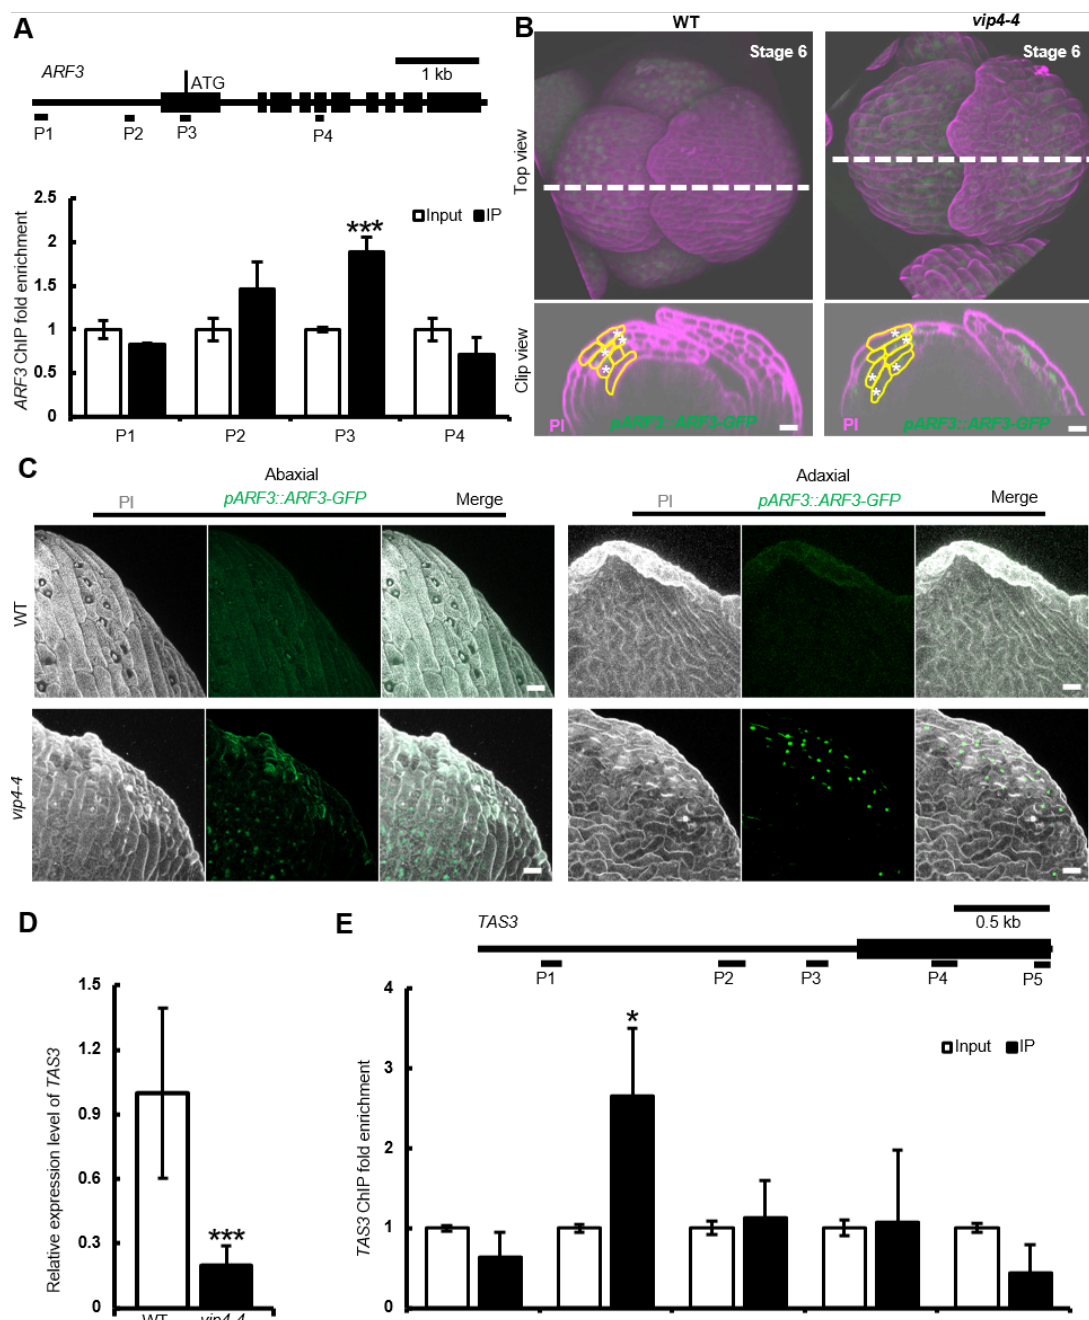 A
ARF3
ATG
1 kb
P1
P2
P3
P4
ARF3 ChIP fold enrichment
2.5
2
1.5
1
0.5
0
Input
IP
***
P1
P2
P3
P4
B
WT
vip4-4
Top view
Stage 6
Stage 6
Clip view
*
*
*
*
*
*
*
*
PI
pARF3::ARF3-GFP
PI
pARF3::ARF3-GFP
C
Abaxial
PI
pARF3::ARF3-GFP
Merge
Adaxial
PI
pARF3::ARF3-GFP
Merge
WT
vip4-4
D
Relative expression level of TAS3
1.5
1.2
0.9
0.6
0.3
0
***
WT
vip4-4
E
TAS3
0.5 kb
P1
P2
P3
P4
P5
TAS3 ChIP fold enrichment
4
3
2
1
0
*
Input
IP